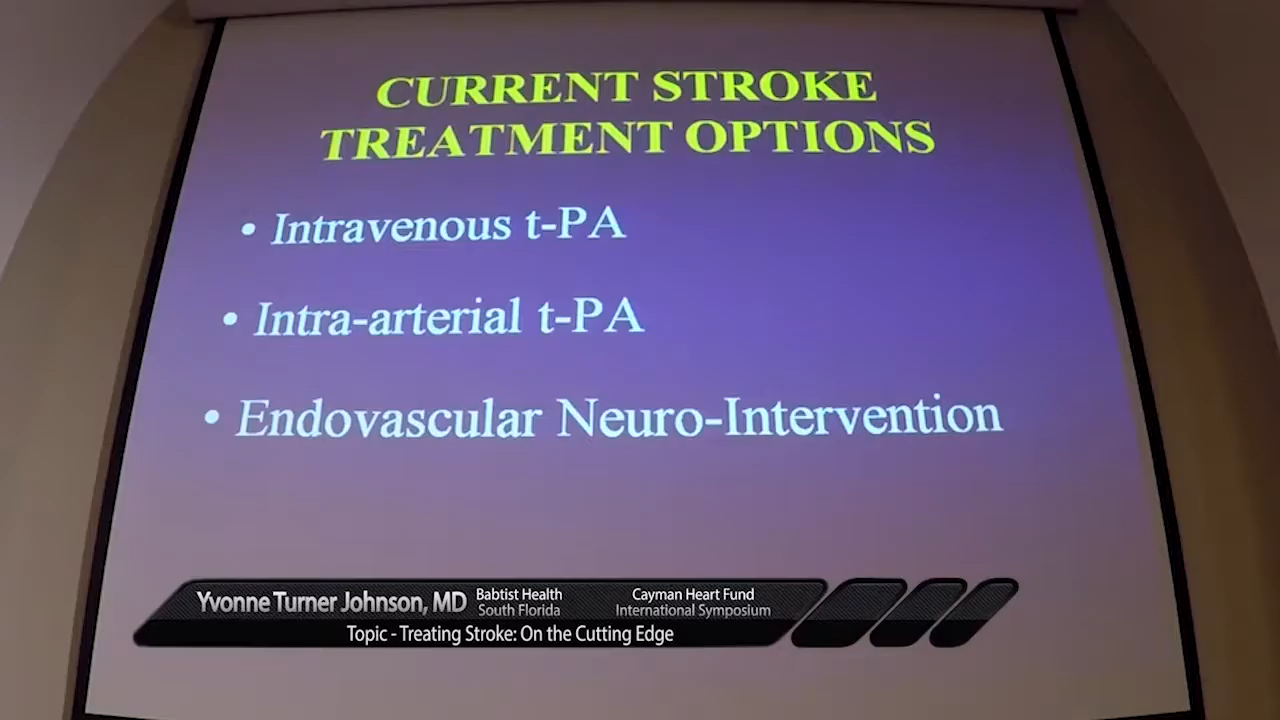 CURRENT STROKE
TREATMENT OPTIONS
• Intravenous t-PA
• Intra-arterial t-PA
• Endovascular Neuro-Intervention
Yvonne Turner Johnson, MD
Babtist Health
South Florida
Cayman Heart Fund
International Symposium
Topic - Treating Stroke: On the Cutting Edge